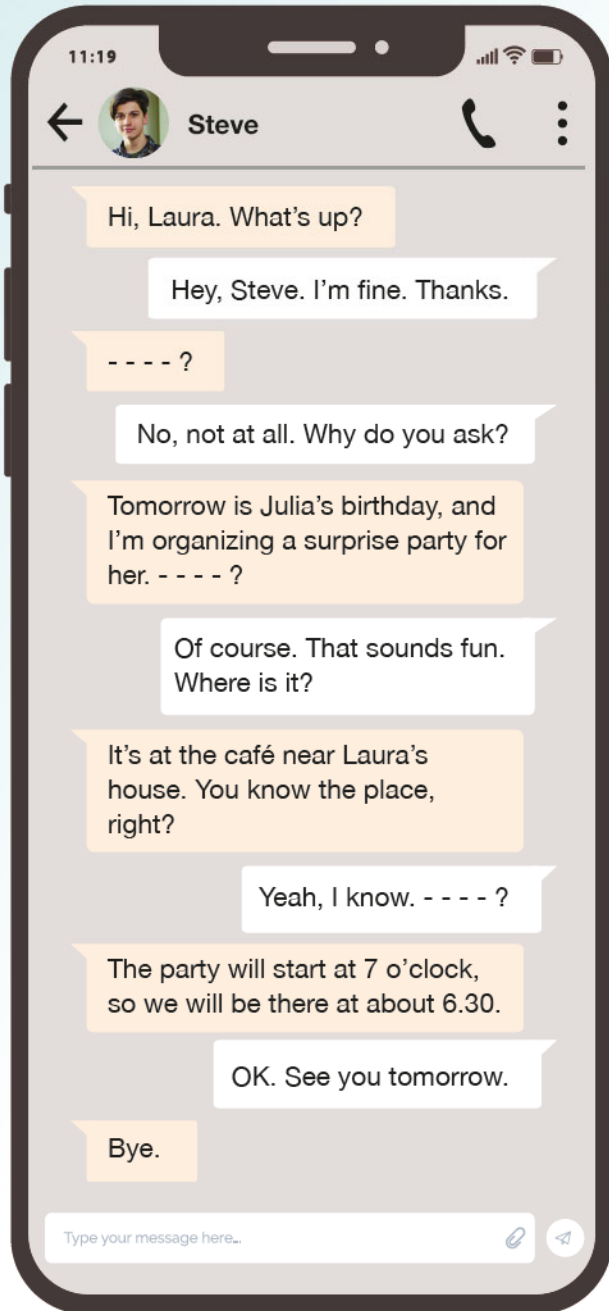 11:19
Steve
Hi, Laura. What’s up?
Hey, Steve. I’m fine. Thanks.
- - - - ?
No, not at all. Why do you ask?
Tomorrow is Julia’s birthday, and
I’m organizing a surprise party for
her. - - - - ?
Of course. That sounds fun.
Where is it?
It’s at the café near Laura’s
house. You know the place,
right?
Yeah, I know. - - - - ?
The party will start at 7 o’clock,
so we will be there at about 6.30.
OK. See you tomorrow.
Bye.
Type your message here...